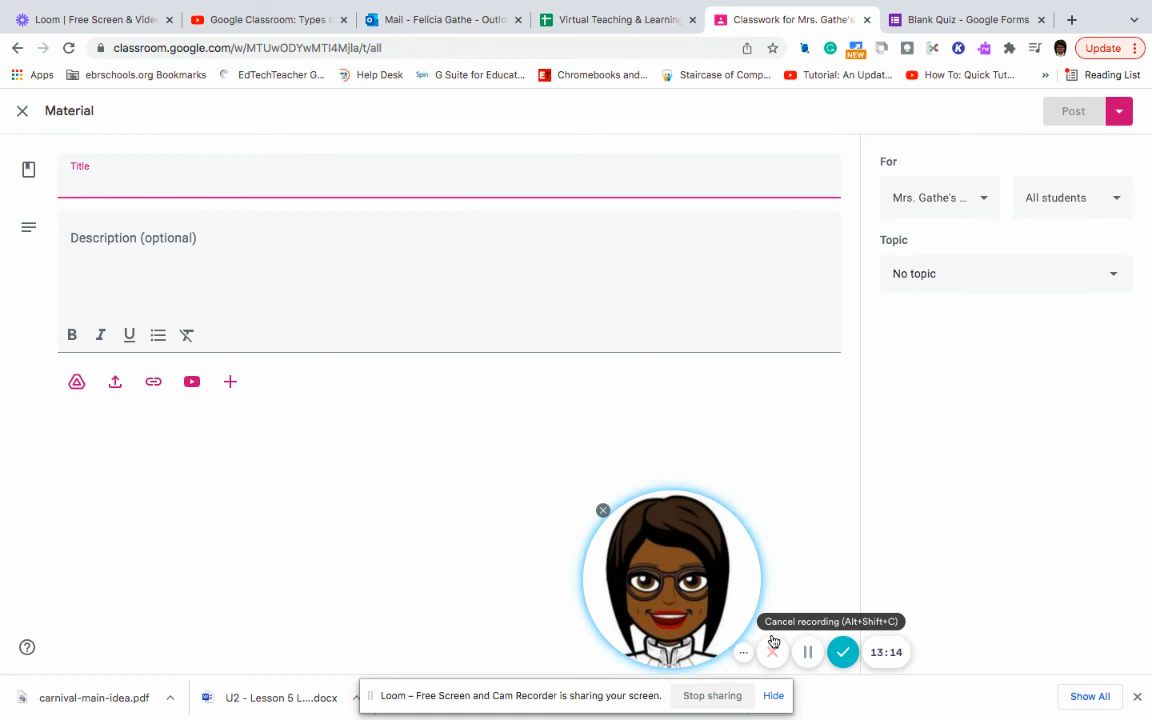 Loom | Free Screen & Video
Google Classroom: Types o
Mail - Felicia Gathe - Outlo
Virtual Teaching & Learning
Classwork for Mrs. Gathe's
Blank Quiz - Google Forms
classroom.google.com/w/MTUwODYwMTI4Mjla/t/all
NEW
Update
Apps
ebrschools.org Bookmarks
EdTechTeacher G...
Help Desk
Spin
G Suite for Educat...
Chromebooks and...
Staircase of Comp...
Tutorial: An Updat...
How To: Quick Tut...
»
Reading List
Material
Post
Title
Description (optional)
B I U
For
Mrs. Gathe's ...
All students
Topic
No topic
Cancel recording (Alt+Shift+C)
13:14
carnival-main-idea.pdf
U2 - Lesson 5 L....docx
Loom – Free Screen and Cam Recorder is sharing your screen.
Stop sharing
Hide
Show All